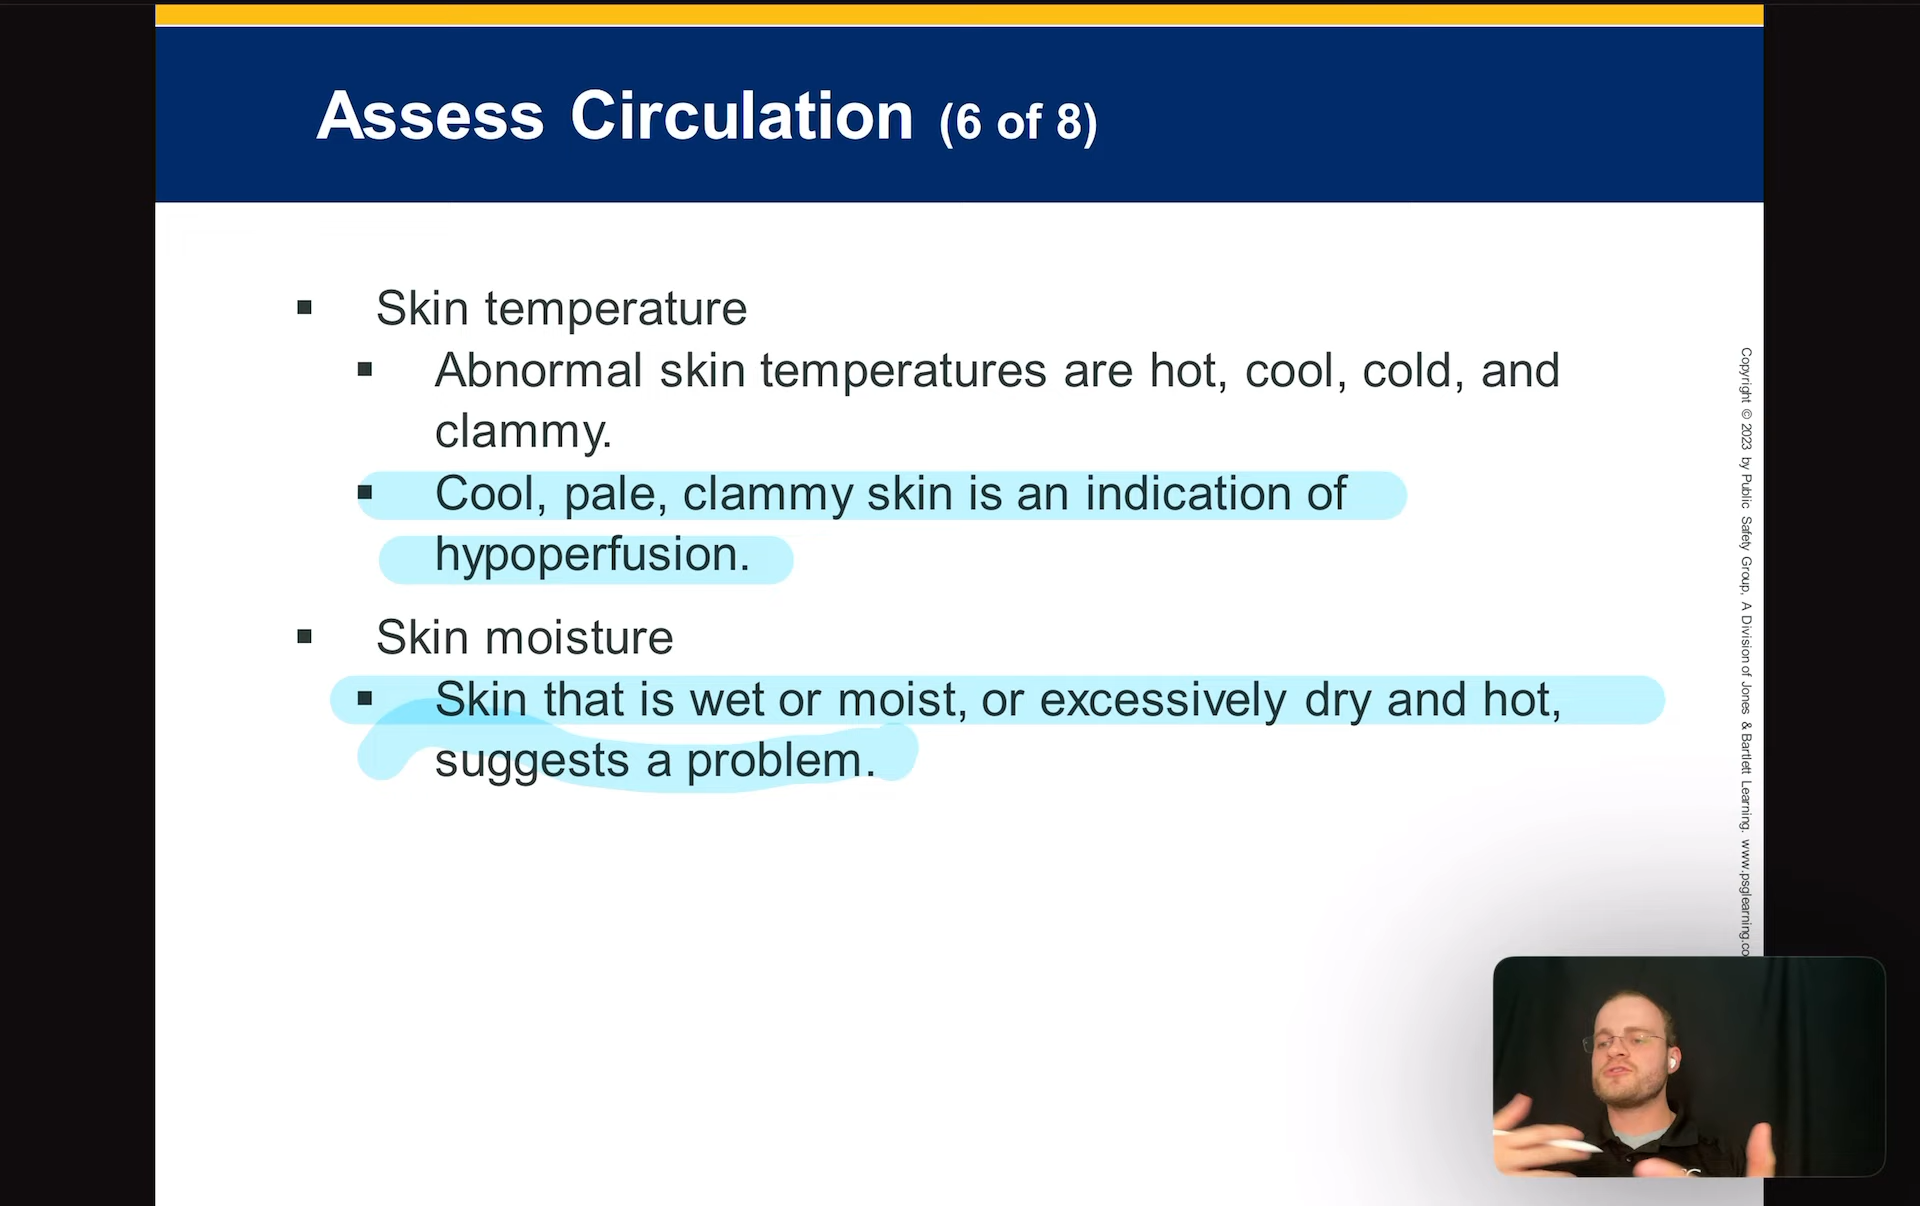 Assess Circulation (6 of 8)
▪ Skin temperature
▪ Abnormal skin temperatures are hot, cool, cold, and
clammy.
▪ Cool, pale, clammy skin is an indication of
hypoperfusion.
▪ Skin moisture
▪ Skin that is wet or moist, or excessively dry and hot,
suggests a problem.
Copyright © 2023 by Public Safety Group, A Division of Jones & Bartlett Learning. www.psglearning.co